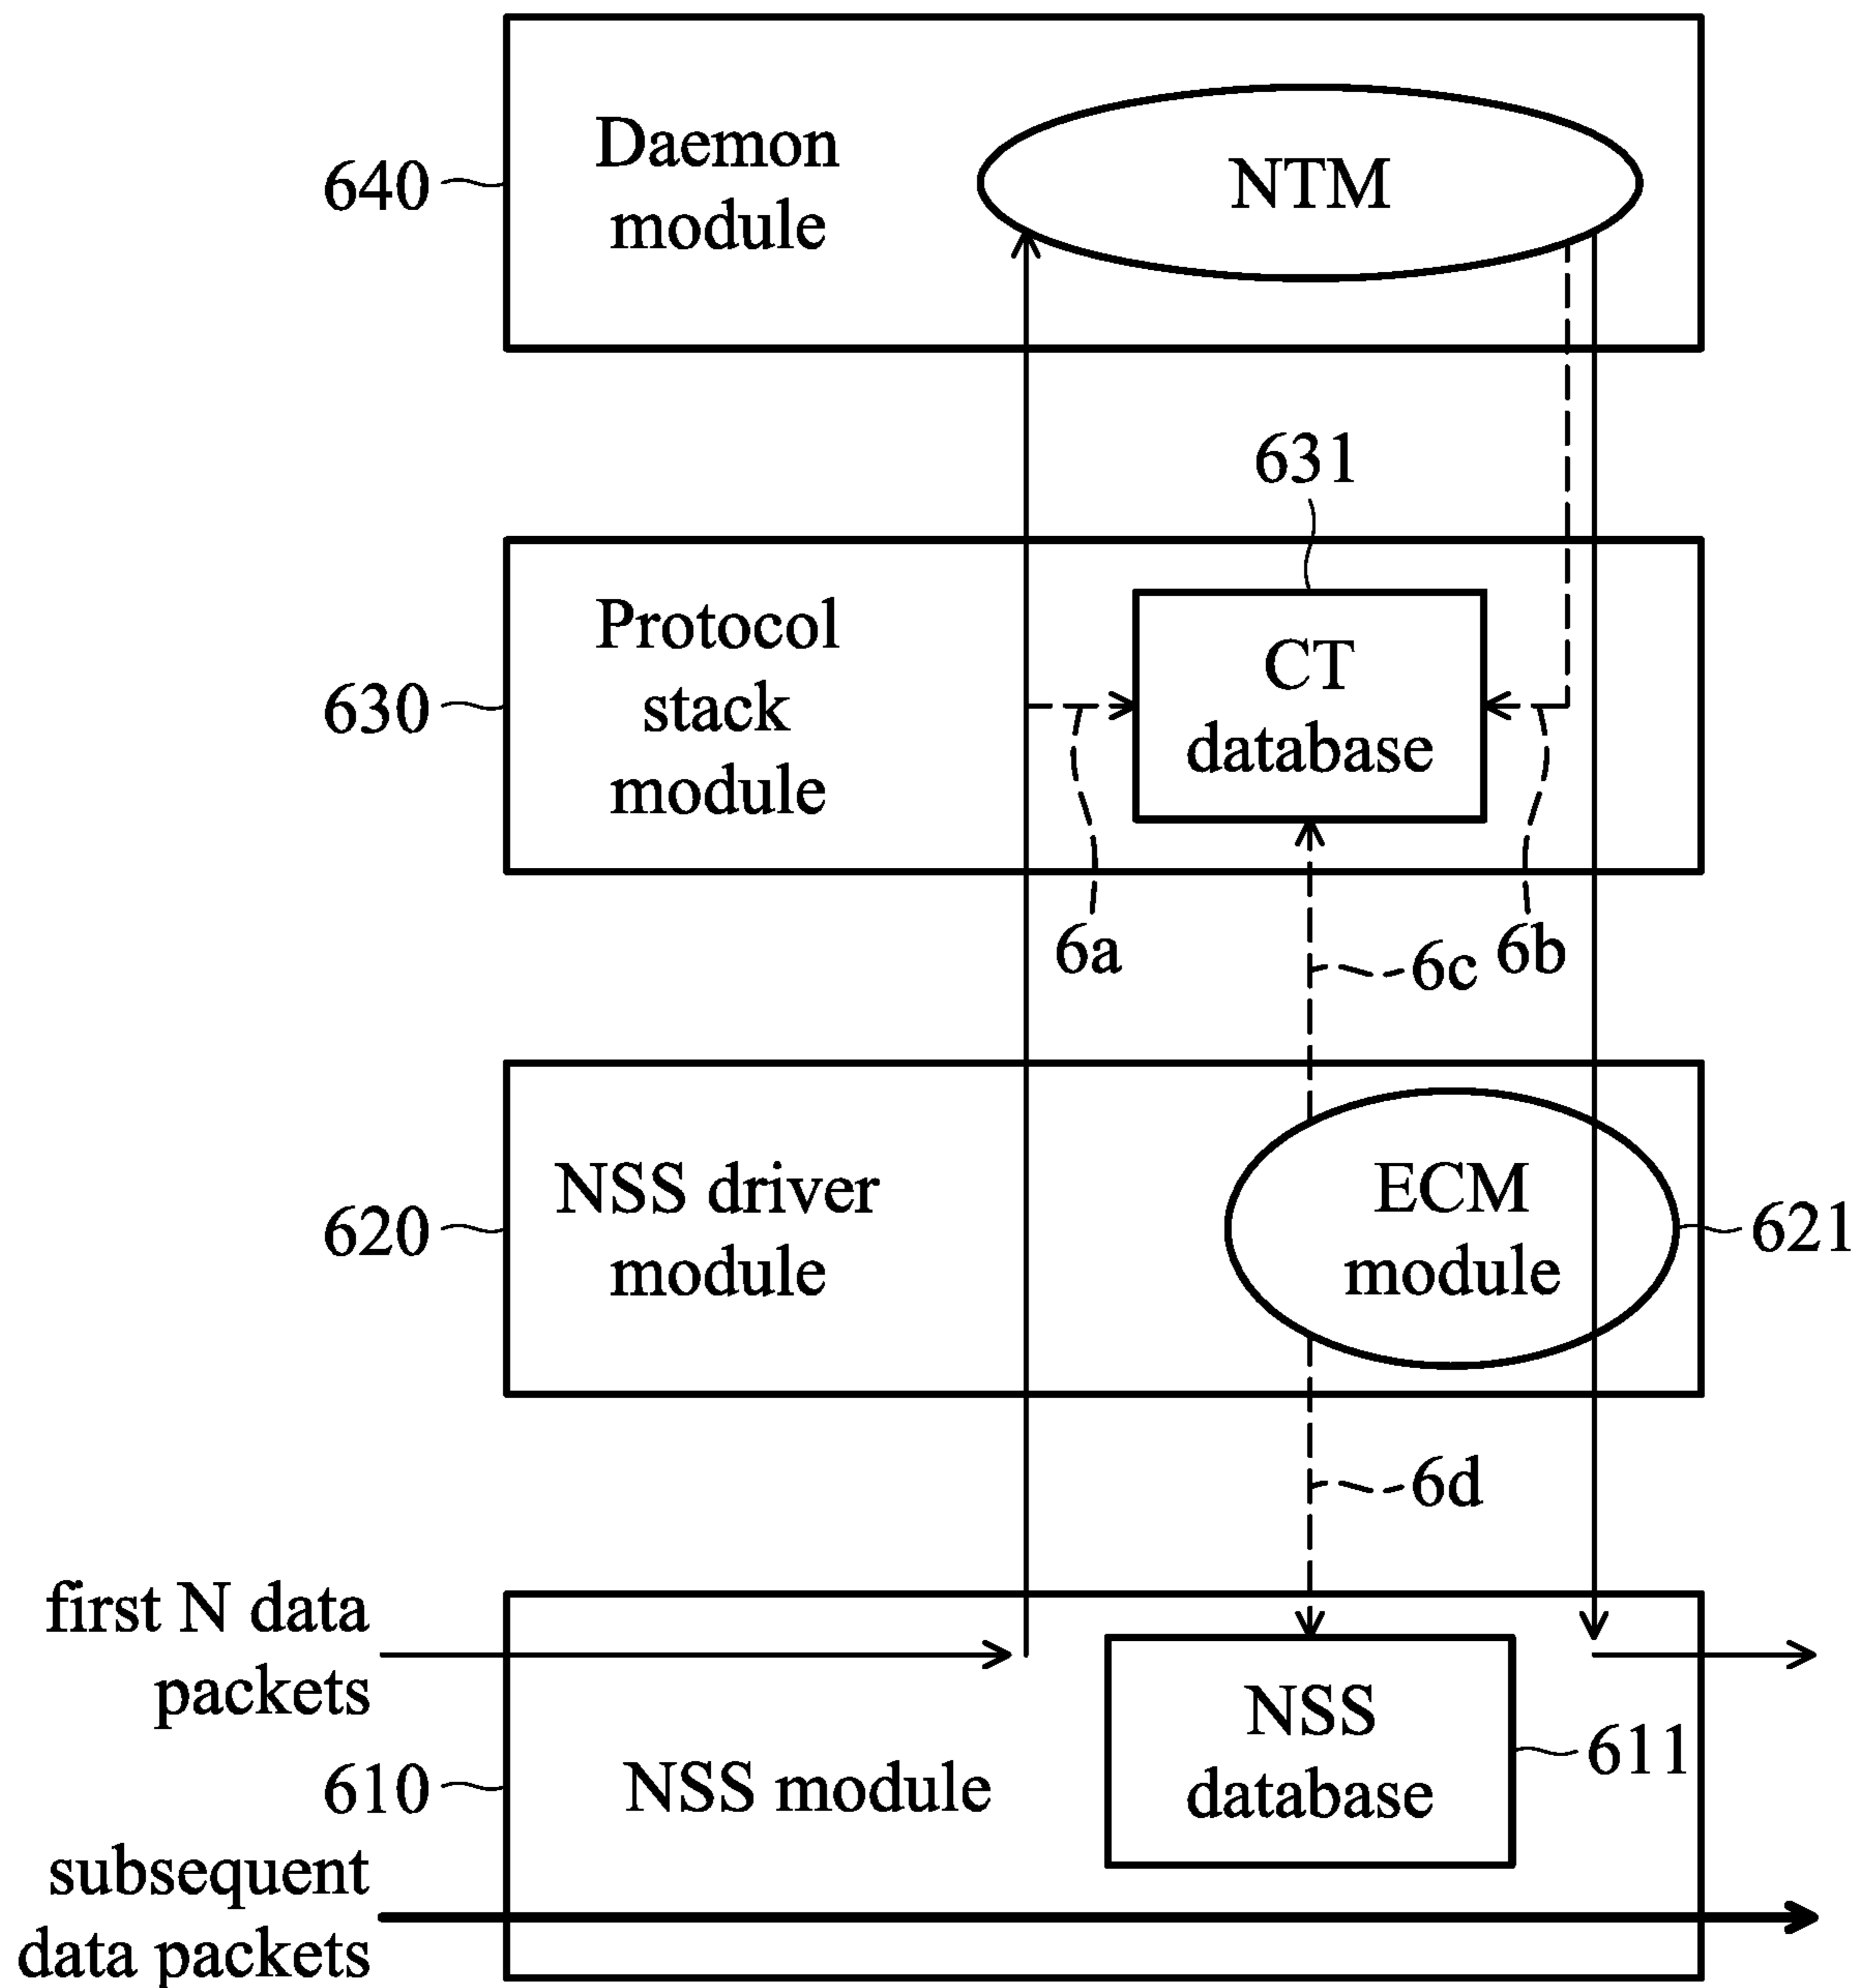 Daemon
module
NTM
640
631
Protocol
stack
module
CT
database
630
6a
6c
6b
NSS driver
module
ECM
module
620
621
6d
first N data
packets
NSS
database
611
610
NSS module
subsequent
data packets